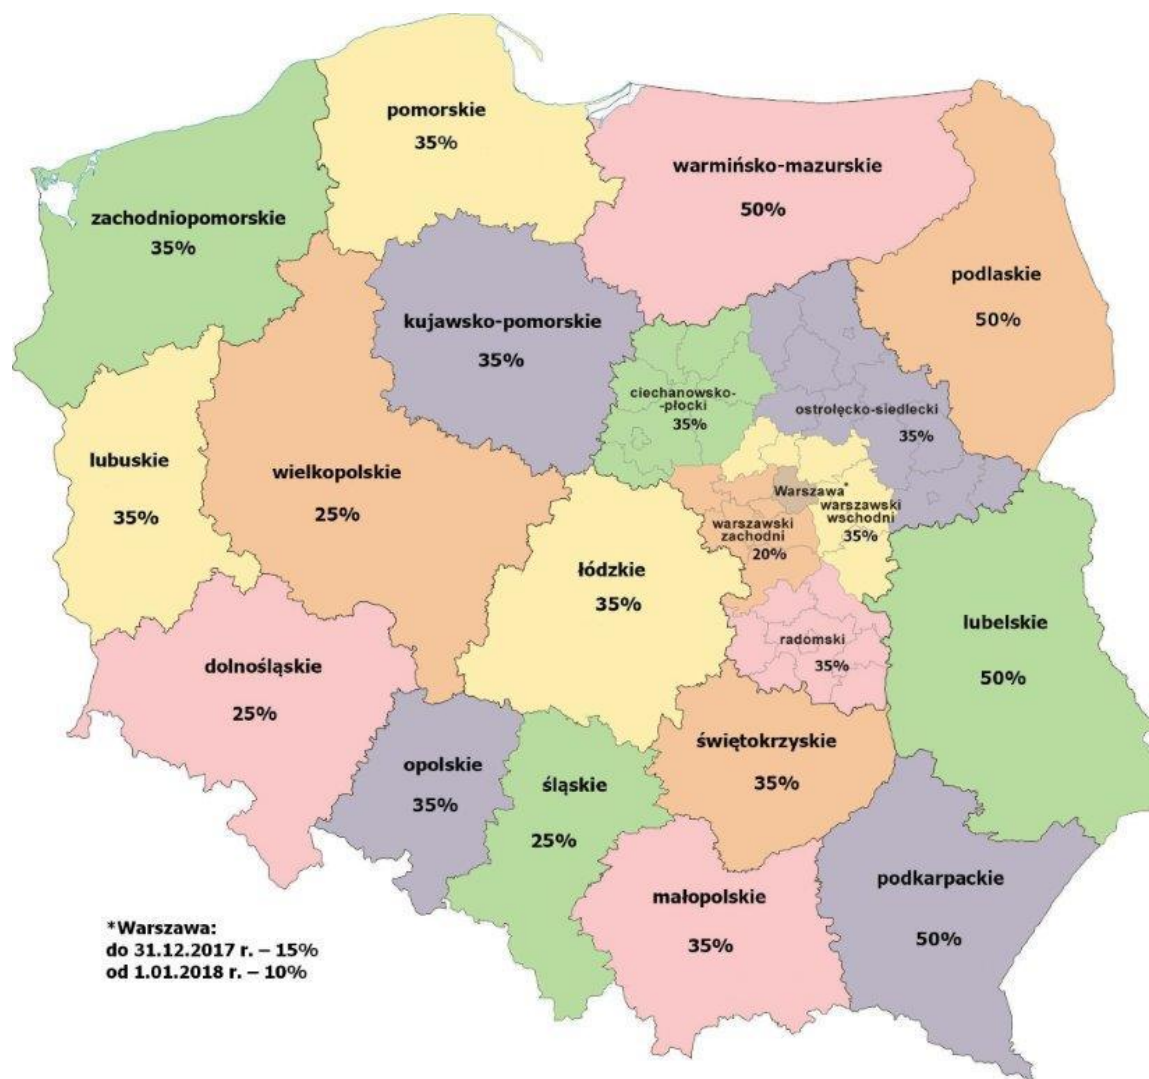 pomorskie
35%
warmińsko-mazurskie
50%
zachodniopomorskie
35%
podlaskie
50%
kujawsko-pomorskie
35%
ciechanowsko-
-płocki
35%
ostrołęcko-siedlecki
35%
lubuskie
35%
wielkopolskie
25%
Warszawa*
warszawski
wschodni
35%
warszawski
zachodni
20%
łódzkie
35%
lubelskie
50%
radomski
35%
dolnośląskie
25%
świętokrzyskie
35%
opolskie
35%
śląskie
25%
małopolskie
35%
podkarpackie
50%
*Warszawa:
do 31.12.2017 r. – 15%
od 1.01.2018 r. – 10%